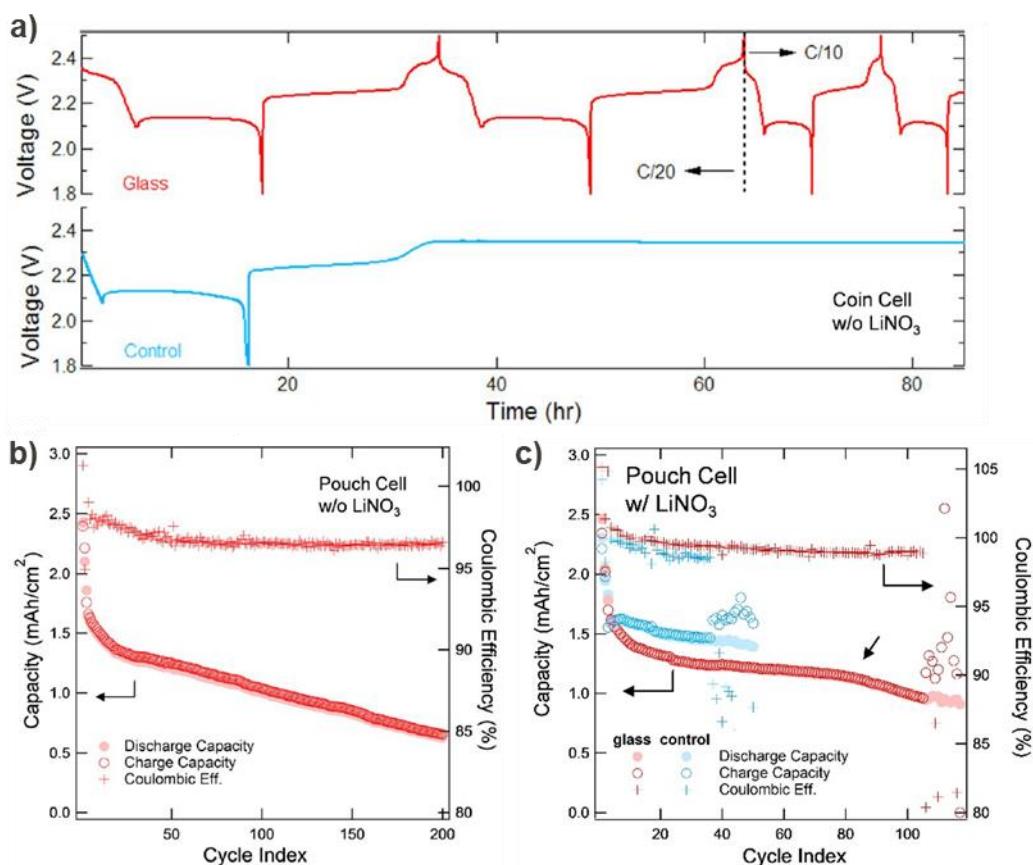 a)
Voltage (V)
2.4
2.2
2.0
1.8
Glass
C/10
C/20
Voltage (V)
2.4
2.2
2.0
1.8
Control
Coin Cell
w/o LiNO₃
20
40
60
80
Time (hr)
b)
Capacity (mAh/cm²)
3.0
2.5
2.0
1.5
1.0
0.5
0.0
Pouch Cell
w/o LiNO₃
100
95
90
85
80
Coulombic Efficiency (%)
Discharge Capacity
Charge Capacity
Coulombic Eff.
50
100
150
200
Cycle Index
c)
Capacity (mAh/cm²)
3.0
2.5
2.0
1.5
1.0
0.5
0.0
Pouch Cell
w/ LiNO₃
105
100
95
90
85
80
Coulombic Efficiency (%)
glass control
Discharge Capacity
Charge Capacity
Coulombic Eff.
20
40
60
80
100
Cycle Index